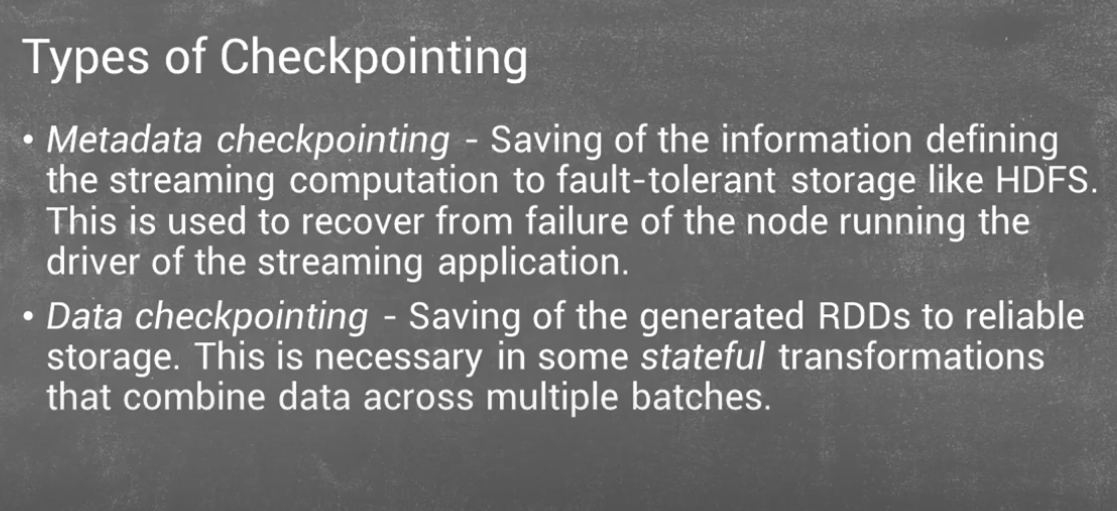 Types of Checkpointing
• Metadata checkpointing - Saving of the information defining
the streaming computation to fault-tolerant storage like HDFS.
This is used to recover from failure of the node running the
driver of the streaming application.
• Data checkpointing - Saving of the generated RDDs to reliable
storage. This is necessary in some stateful transformations
that combine data across multiple batches.